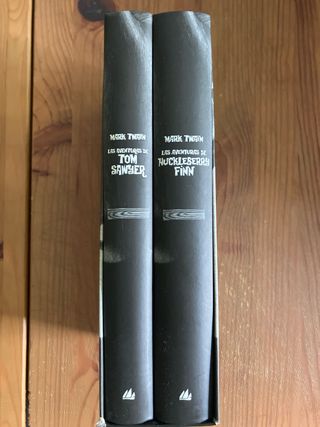 MARK TWAIN
LAS AVENTURAS DE
TOM
SAWYER
MARK TWAIN
LAS AVENTURAS DE
HUCKLEBERRY
FINN